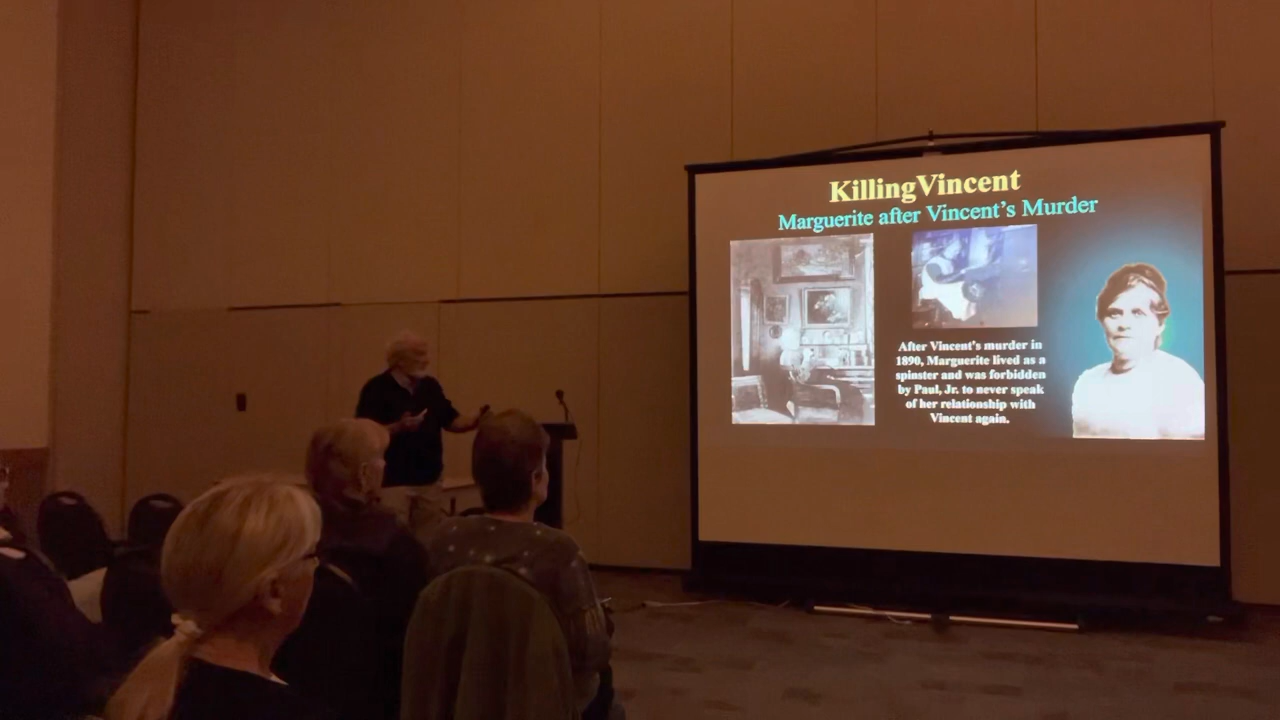 KillingVincent
Marguerite after Vincent's Murder
After Vincent's murder in
1890, Marguerite lived as a
spinster and was forbidden
by Paul, Jr. to never speak
of her relationship with
Vincent again.